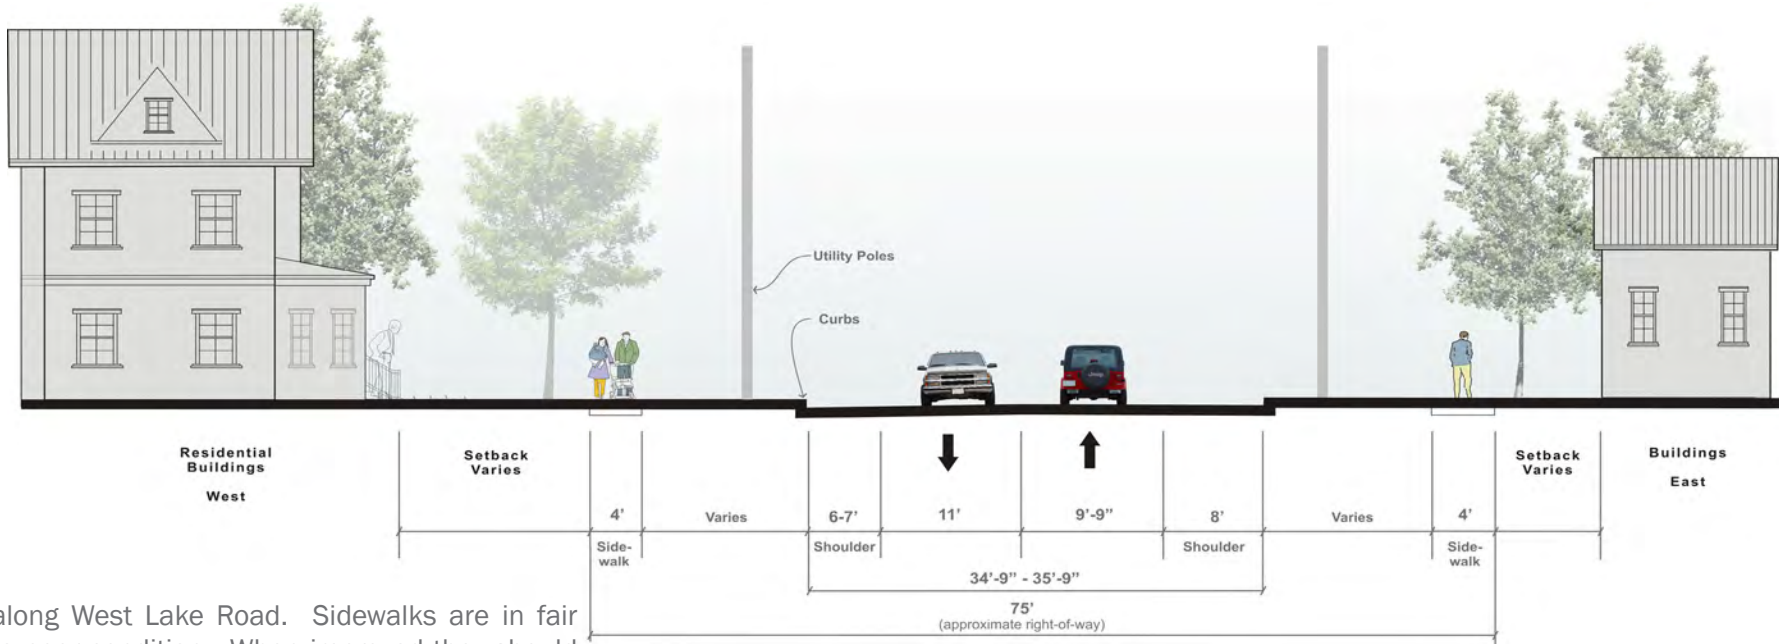 Utility Poles
Curbs
Residential
Buildings
West
Setback
Varies
4'
Side-
walk
Varies
6-7'
Shoulder
11'
9'-9"
8'
Shoulder
Varies
4'
Side-
walk
Setback
Varies
Buildings
East
34'-9" - 35'-9"
75'
(approximate right-of-way)
along West Lake Road. Sidewalks are in fair